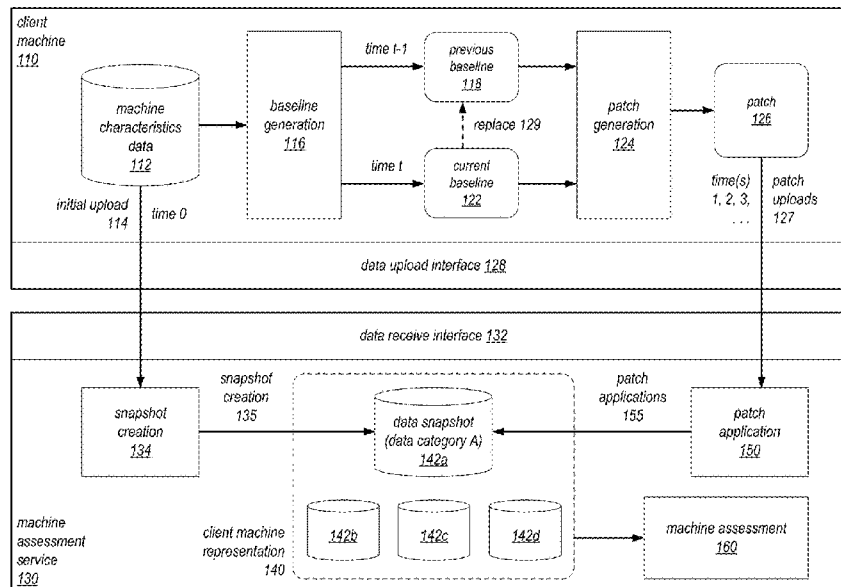 client
machine
110
machine
characteristics
data
112
baseline
generation
116
time t-1
previous
baseline
118
replace 129
time t
current
baseline
122
patch
generation
124
patch
126
initial upload
114
time 0
time(s)
1, 2, 3,
. . .
patch
uploads
127
data upload interface 128
data receive interface 132
snapshot
creation
134
snapshot
creation
135
data snapshot
(data category A)
142a
patch
applications
155
patch
application
150
machine
assessment
service
130
client machine
representation
140
142b
142c
142d
machine assessment
160